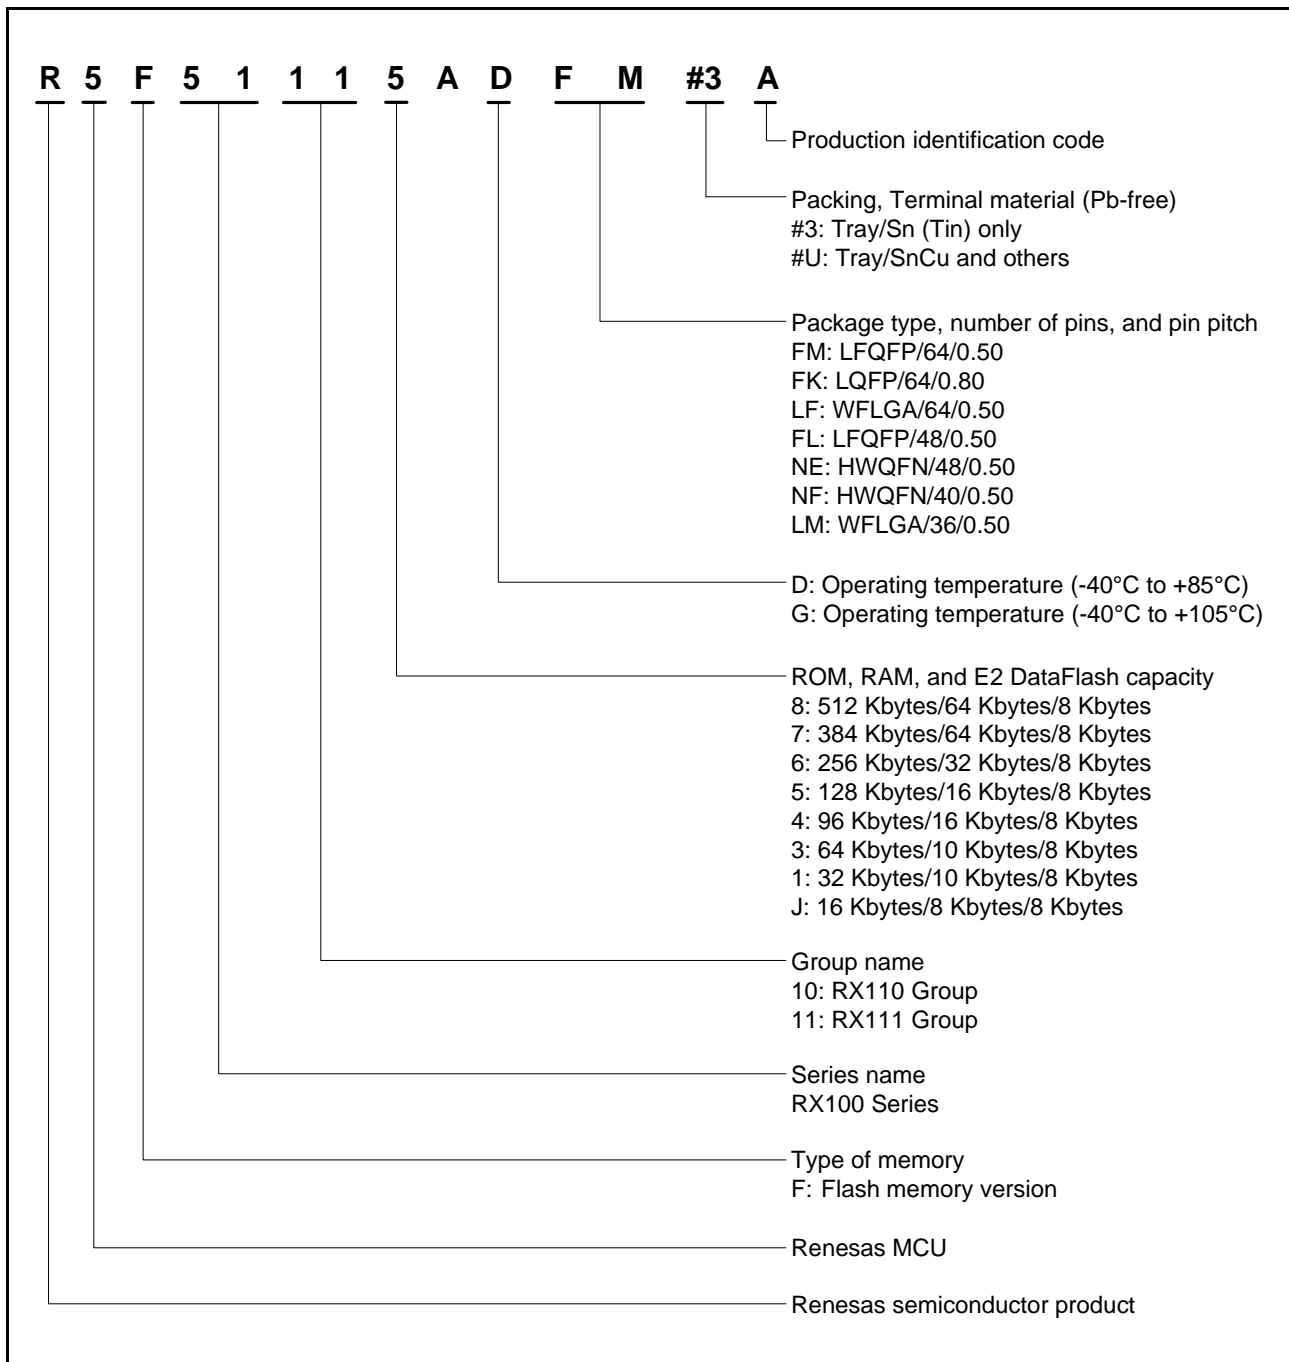 R 5 F 5 1 1 1 5 A D F M #3 A
Production identification code
Packing, Terminal material (Pb-free)
#3: Tray/Sn (Tin) only
#U: Tray/SnCu and others
Package type, number of pins, and pin pitch
FM: LFQFP/64/0.50
FK: LQFP/64/0.80
LF: WFLGA/64/0.50
FL: LFQFP/48/0.50
NE: HWQFN/48/0.50
NF: HWQFN/40/0.50
LM: WFLGA/36/0.50
D: Operating temperature (-40°C to +85°C)
G: Operating temperature (-40°C to +105°C)
ROM, RAM, and E2 DataFlash capacity
8: 512 Kbytes/64 Kbytes/8 Kbytes
7: 384 Kbytes/64 Kbytes/8 Kbytes
6: 256 Kbytes/32 Kbytes/8 Kbytes
5: 128 Kbytes/16 Kbytes/8 Kbytes
4: 96 Kbytes/16 Kbytes/8 Kbytes
3: 64 Kbytes/10 Kbytes/8 Kbytes
1: 32 Kbytes/10 Kbytes/8 Kbytes
J: 16 Kbytes/8 Kbytes/8 Kbytes
Group name
10: RX110 Group
11: RX111 Group
Series name
RX100 Series
Type of memory
F: Flash memory version
Renesas MCU
Renesas semiconductor product